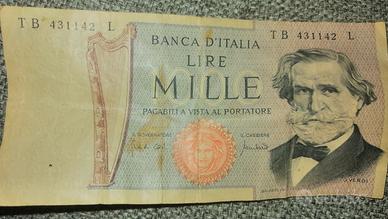 TB 431142 L
TB 431142 L
BANCA D'ITALIA
LIRE
MILLE
PAGABILI A VISTA AL PORTATORE
IL GOVERNATORE
IL CASSIERE
G. VERDI